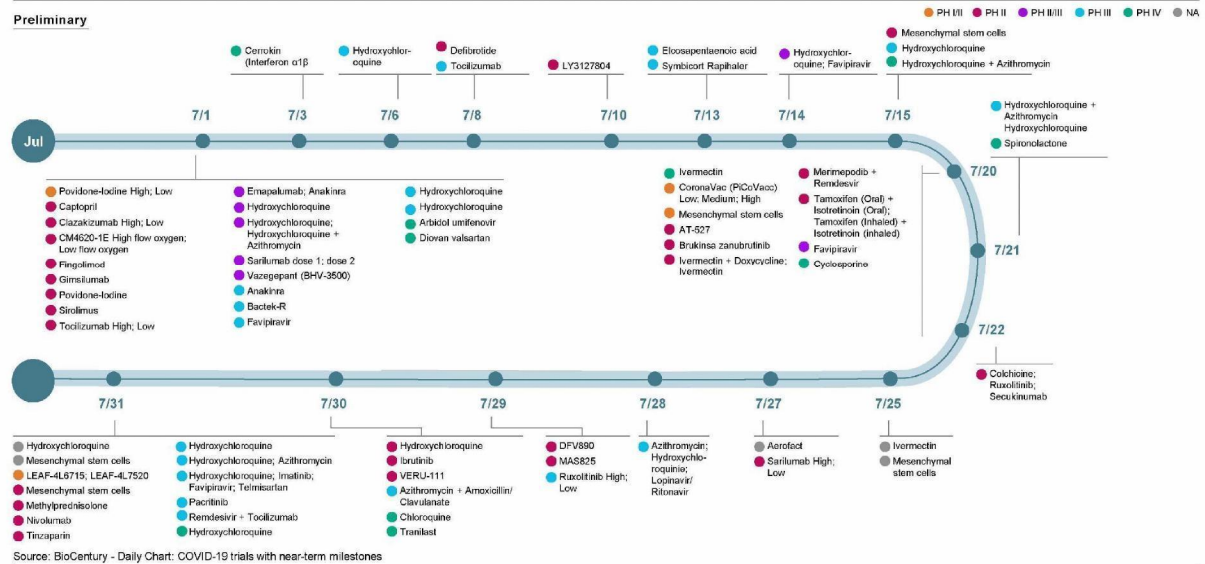 Preliminary
PH I/II
PH II
PH II/III
PH III
PH IV
NA
Cerrokin
(Interferon α1β
Hydroxychlor-
oquine
Defibrotide
Tocilizumab
LY3127804
Eicosapentaenoic acid
Symbicort Rapihaler
Hydroxychlor-
oquine; Favipiravir
Mesenchymal stem cells
Hydroxychloroquine
Hydroxychloroquine + Azithromycin
Jul
7/1
7/3
7/6
7/8
7/10
7/13
7/14
7/15
Hydroxychloroquine +
Azithromycin
Hydroxychloroquine
Spironolactone
7/20
7/21
7/22
Povidone-Iodine High; Low
Captopril
Clazakizumab High; Low
CM4620-1E High flow oxygen;
Low flow oxygen
Fingolimod
Gimsilumab
Povidone-Iodine
Sirolimus
Tocilizumab High; Low
Emapalumab; Anakinra
Hydroxychloroquine
Hydroxychloroquine;
Hydroxychloroquine +
Azithromycin
Sarilumab dose 1; dose 2
Vazegepant (BHV-3500)
Anakinra
Bactek-R
Favipiravir
Hydroxychloroquine
Hydroxychloroquine
Arbidol umifenovir
Diovan valsartan
Ivermectin
CoronaVac (PiCoVacc)
Low; Medium; High
Mesenchymal stem cells
AT-527
Brukinsa zanubrutinib
Ivermectin + Doxycycline;
Ivermectin
Merimepodib +
Remdesvir
Tamoxifen (Oral) +
Isotretinoin (Oral);
Tamoxifen (Inhaled) +
Isotretinoin (inhaled)
Favipiravir
Cyclosporine
Colchicine;
Ruxolitinib;
Secukinumab
7/31
7/30
7/29
7/28
7/27
7/25
Hydroxychloroquine
Mesenchymal stem cells
LEAF-4L6715; LEAF-4L7520
Mesenchymal stem cells
Methylprednisolone
Nivolumab
Tinzaparin
Hydroxychloroquine
Hydroxychloroquine; Azithromycin
Hydroxychloroquine; Imatinib;
Favipiravir; Telmisartan
Pacritinib
Remdesivir + Tocilizumab
Hydroxychloroquine
Hydroxychloroquine
Ibrutinib
VERU-111
Azithromycin + Amoxicillin/
Clavulanate
Chloroquine
Tranilast
DFV890
MAS825
Ruxolitinib High;
Low
Azithromycin;
Hydroxychlo-
roquinie;
Lopinavir/
Ritonavir
Aerofact
Sarilumab High;
Low
Ivermectin
Mesenchymal
stem cells
Source: BioCentury - Daily Chart: COVID-19 trials with near-term milestones